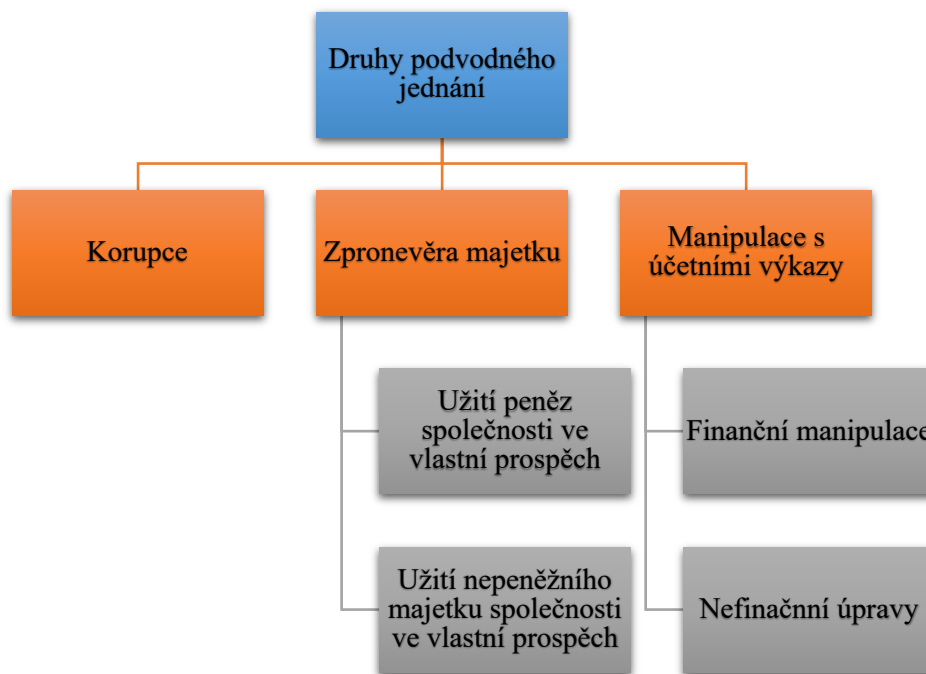 Druhy podvodného
jednání
Korupce
Zpronevěra majetku
Manipulace s
účetními výkazy
Užití peněz
společnosti ve
vlastní prospěch
Finanční manipulace
Užití nepeněžního
majetku společnosti
ve vlastní prospěch
Nefinačnní úpravy